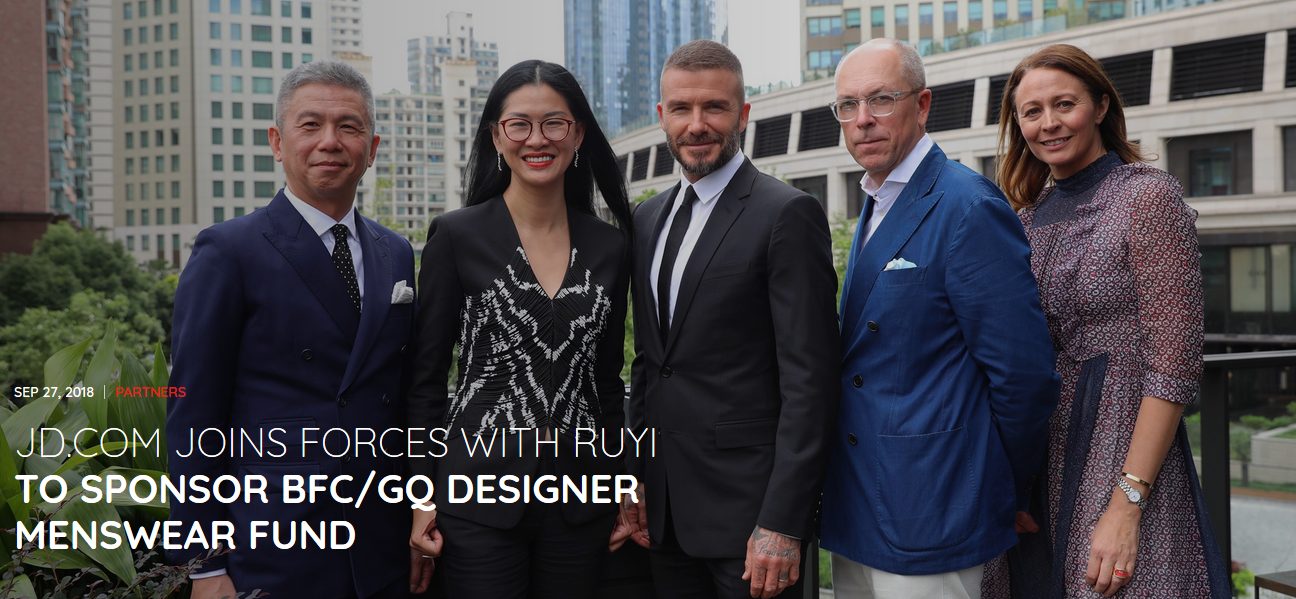 SEP 27, 2018 | PARTNERS
JD.COM JOINS FORCES WITH RUYI
TO SPONSOR BFC/GQ DESIGNER
MENSWEAR FUND